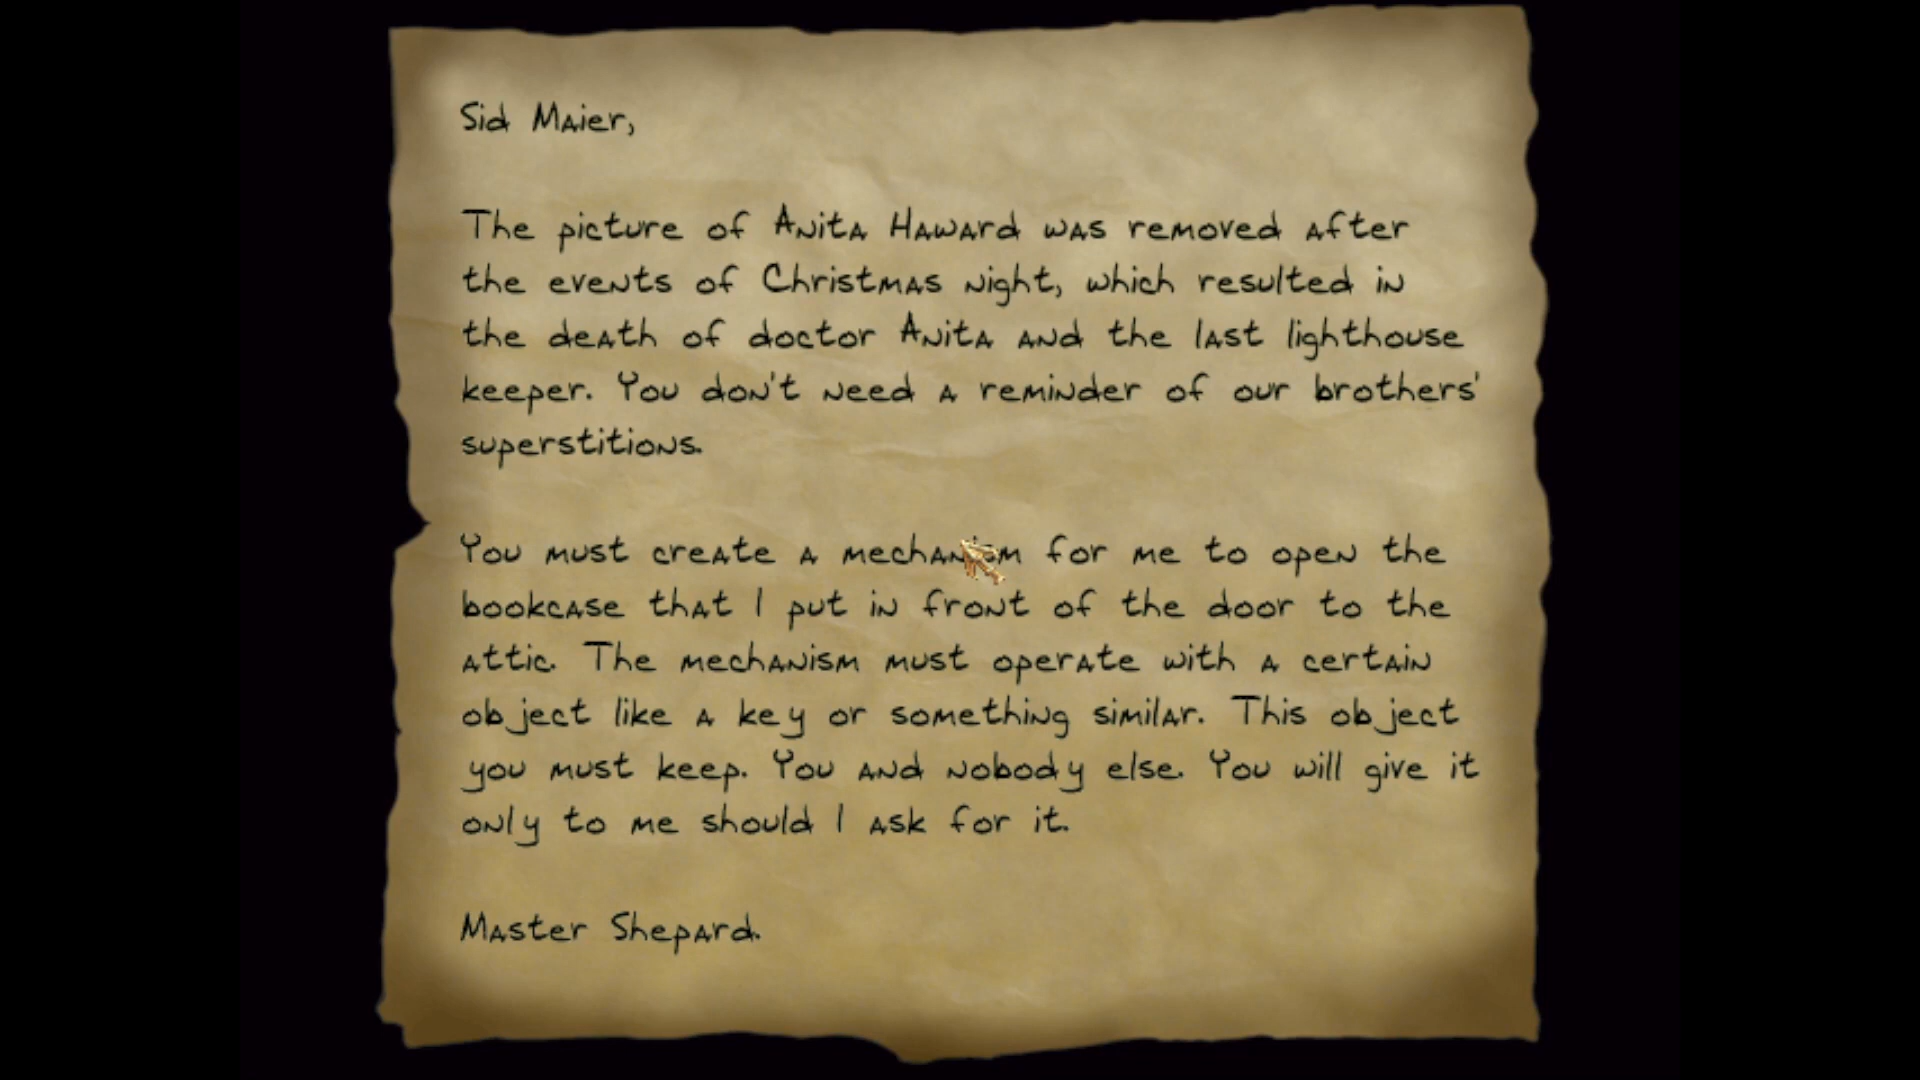 Sid Maier,
The picture of Anita Haward was removed after
the events of Christmas night, which resulted in
the death of doctor Anita and the last lighthouse
keeper. You don't need a reminder of our brothers'
superstitions.
You must create a mechanism for me to open the
bookcase that I put in front of the door to the
attic. The mechanism must operate with a certain
object like a key or something similar. This object
you must keep. You and nobody else. You will give it
only to me should I ask for it.
Master Shepard.